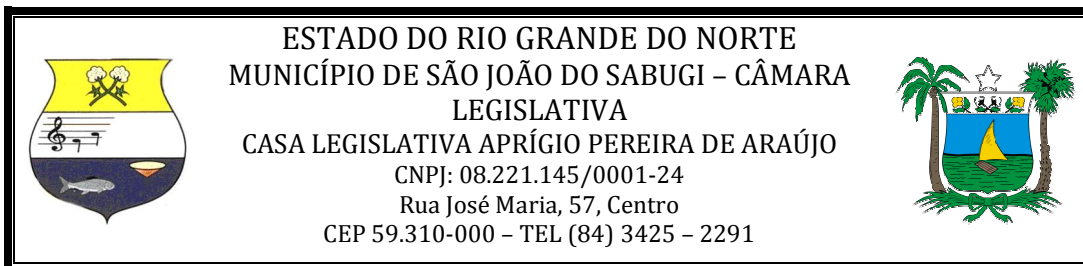 ESTADO DO RIO GRANDE DO NORTE
MUNICÍPIO DE SÃO JOÃO DO SABUGI – CÂMARA
LEGISLATIVA
CASA LEGISLATIVA APRÍGIO PEREIRA DE ARAÚJO
CNPJ: 08.221.145/0001-24
Rua José Maria, 57, Centro
CEP 59.310-000 – TEL (84) 3425 – 2291